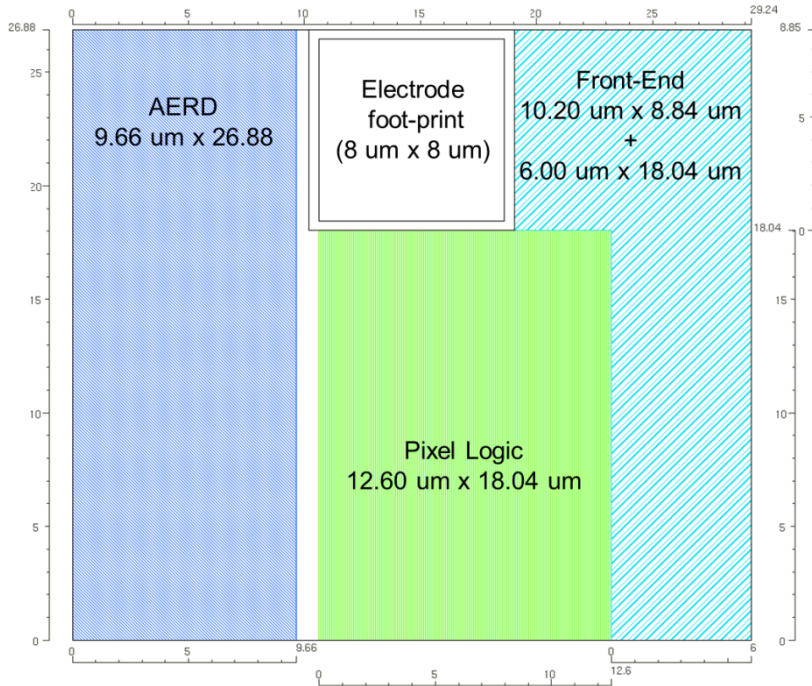 0 5 10 15 20 25 29.24
26.88
25
20
15
10
5
0
8.85
5
0
18.04
15
10
5
0
AERD
9.66 um x 26.88
Electrode
foot-print
(8 um x 8 um)
Front-End
10.20 um x 8.84 um
+
6.00 um x 18.04 um
Pixel Logic
12.60 um x 18.04 um
0 5 9.66
0 6
0 5 10 12.6